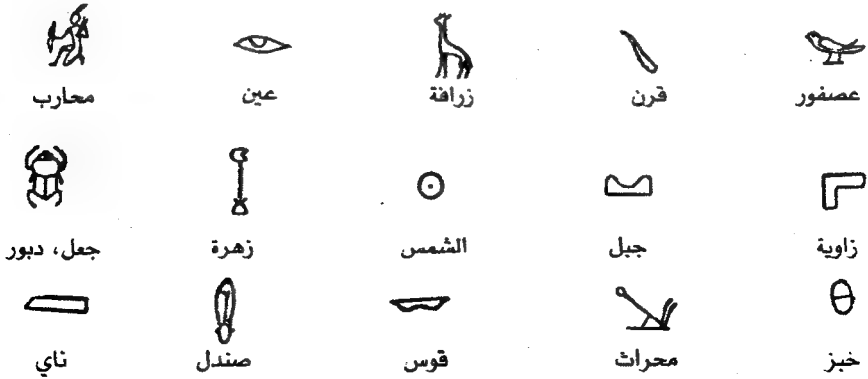 عصفور قرن زرافة عين محارب
زاوية جبل الشمس زهرة جعل، دبور
خبز محراث قوس صندل ناي